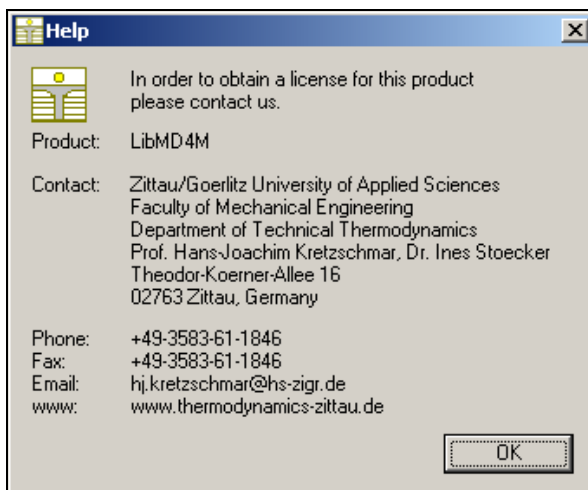 Help
In order to obtain a license for this product
please contact us.
Product: LibMD4M
Contact: Zittau/Goerlitz University of Applied Sciences
Faculty of Mechanical Engineering
Department of Technical Thermodynamics
Prof. Hans-Joachim Kretzschmar, Dr. Ines Stoecker
Theodor-Koerner-Allee 16
02763 Zittau, Germany
Phone: +49-3583-61-1846
Fax: +49-3583-61-1846
Email: hj.kretzschmar@hs-zigr.de
www: www.thermodynamics-zittau.de
OK